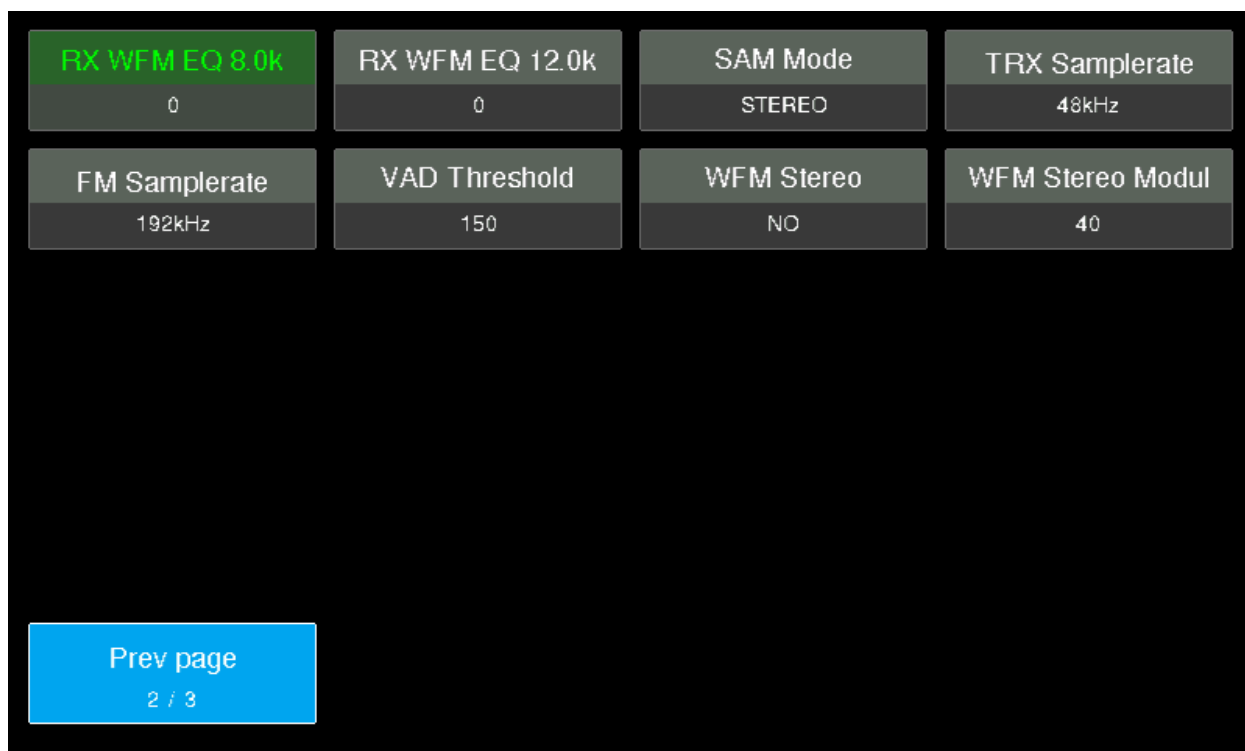 RX WFM EQ 8.0k
0
RX WFM EQ 12.0k
0
SAM Mode
STEREO
TRX Samplerate
48kHz
FM Samplerate
192kHz
VAD Threshold
150
WFM Stereo
NO
WFM Stereo Modul
40
Prev page
2 / 3